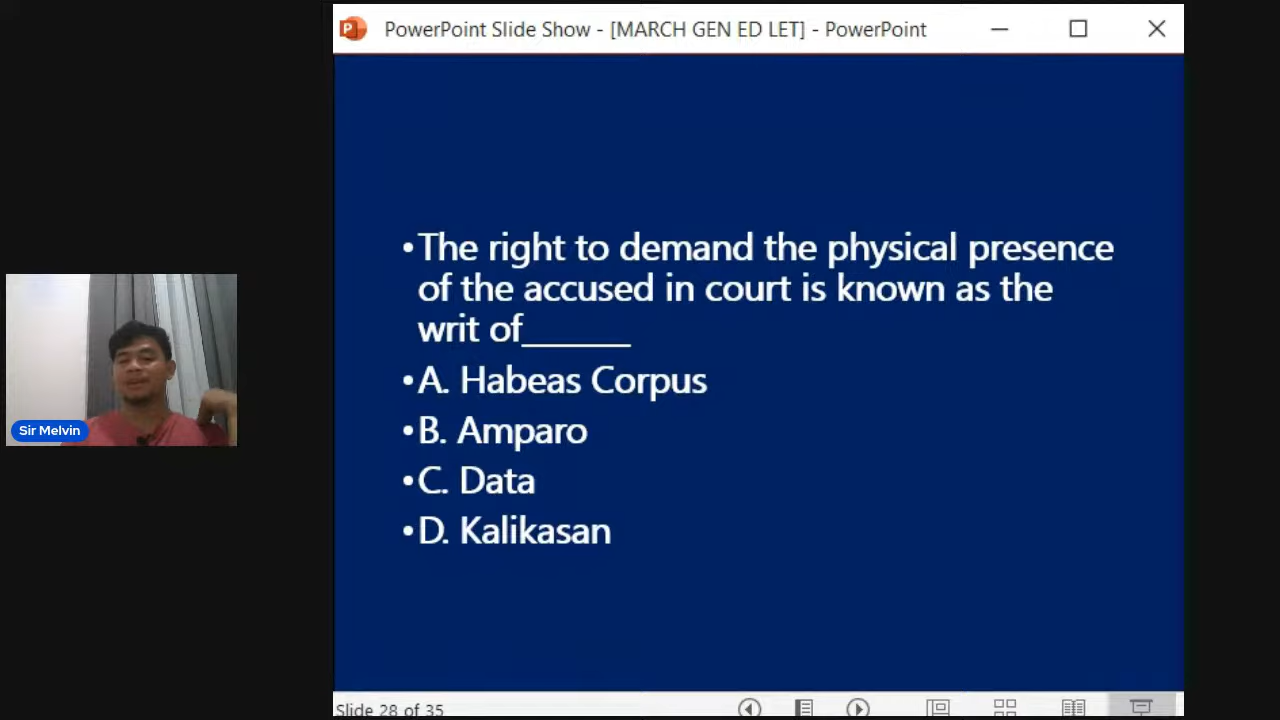 PowerPoint Slide Show - [MARCH GEN ED LET] - PowerPoint
•The right to demand the physical presence
of the accused in court is known as the
writ of______
•A. Habeas Corpus
•B. Amparo
•C. Data
•D. Kalikasan
Sir Melvin
Slide 28 of 35